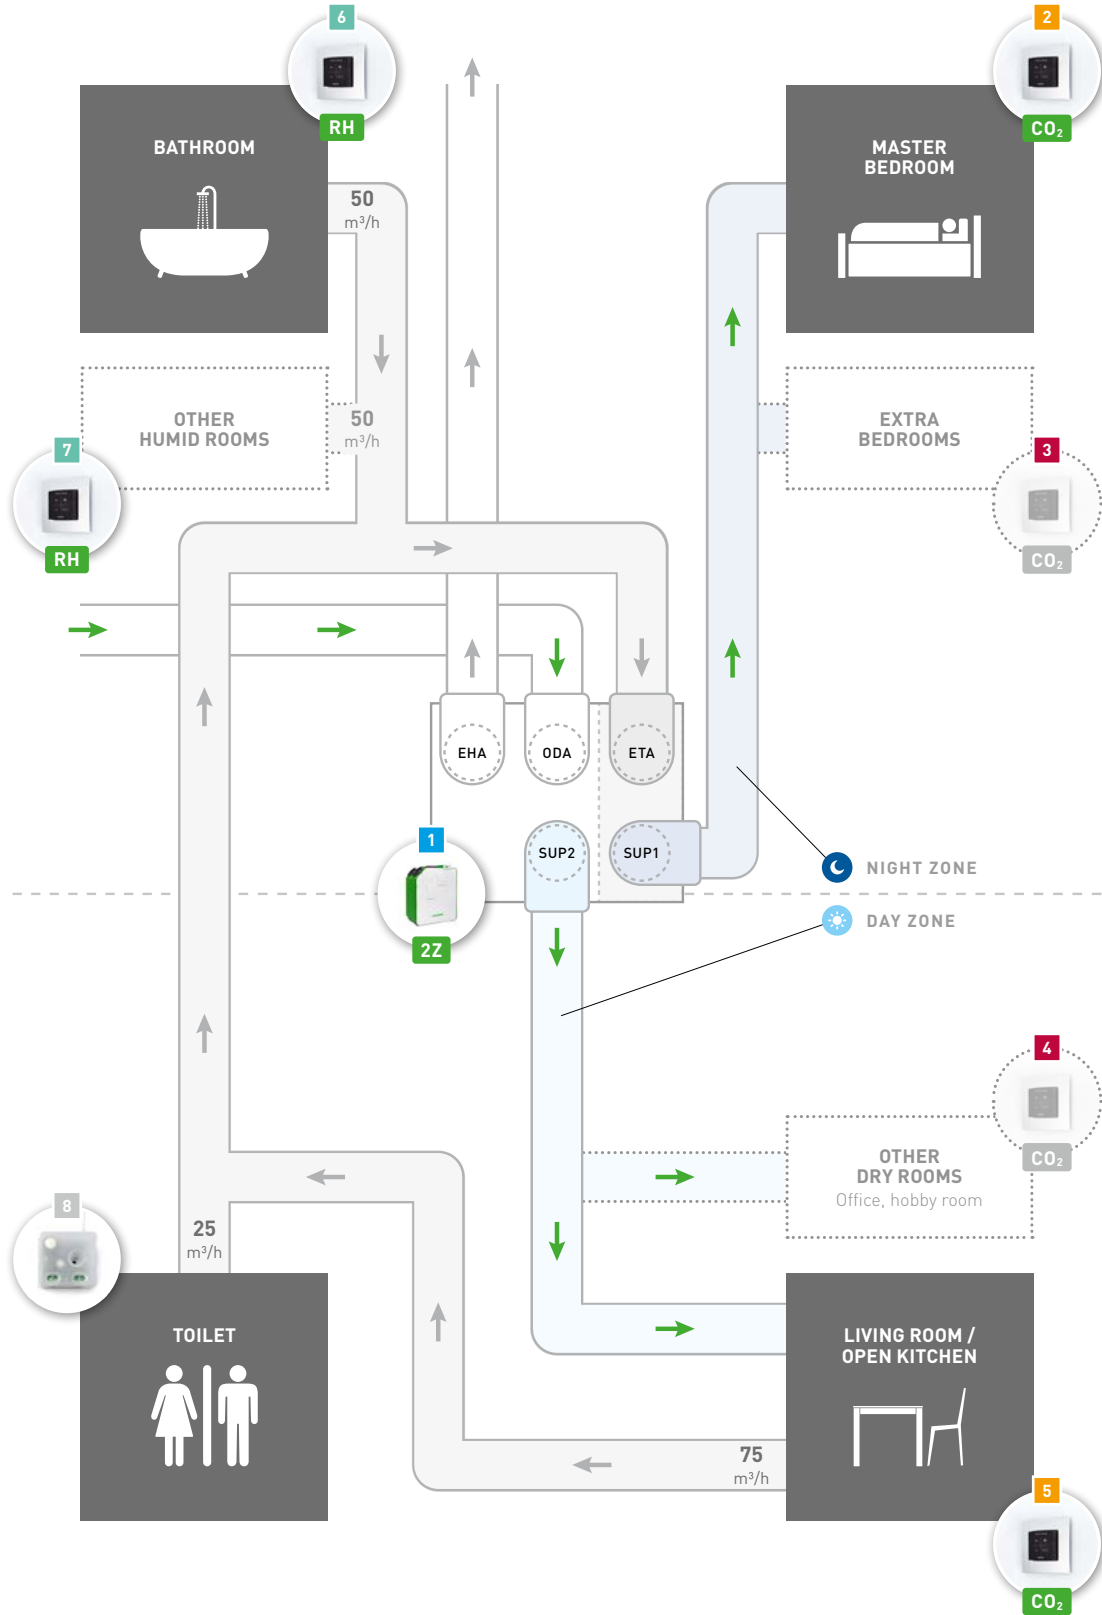 6
RH
BATHROOM
50
m³/h
2
CO₂
MASTER
BEDROOM
OTHER
HUMID ROOMS
50
m³/h
7
RH
EXTRA
BEDROOMS
3
CO₂
EHA
ODA
ETA
SUP2
SUP1
1
2Z
NIGHT ZONE
DAY ZONE
4
CO₂
OTHER
DRY ROOMS
Office, hobby room
8
25
m³/h
TOILET
LIVING ROOM /
OPEN KITCHEN
75
m³/h
5
CO₂